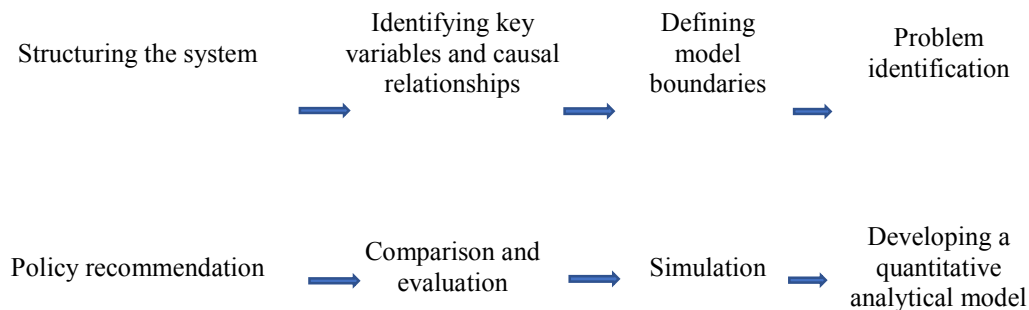 Structuring the system
Identifying key
variables and causal
relationships
Defining
model
boundaries
Problem
identification
Policy recommendation
Comparison and
evaluation
Simulation
Developing a
quantitative
analytical model